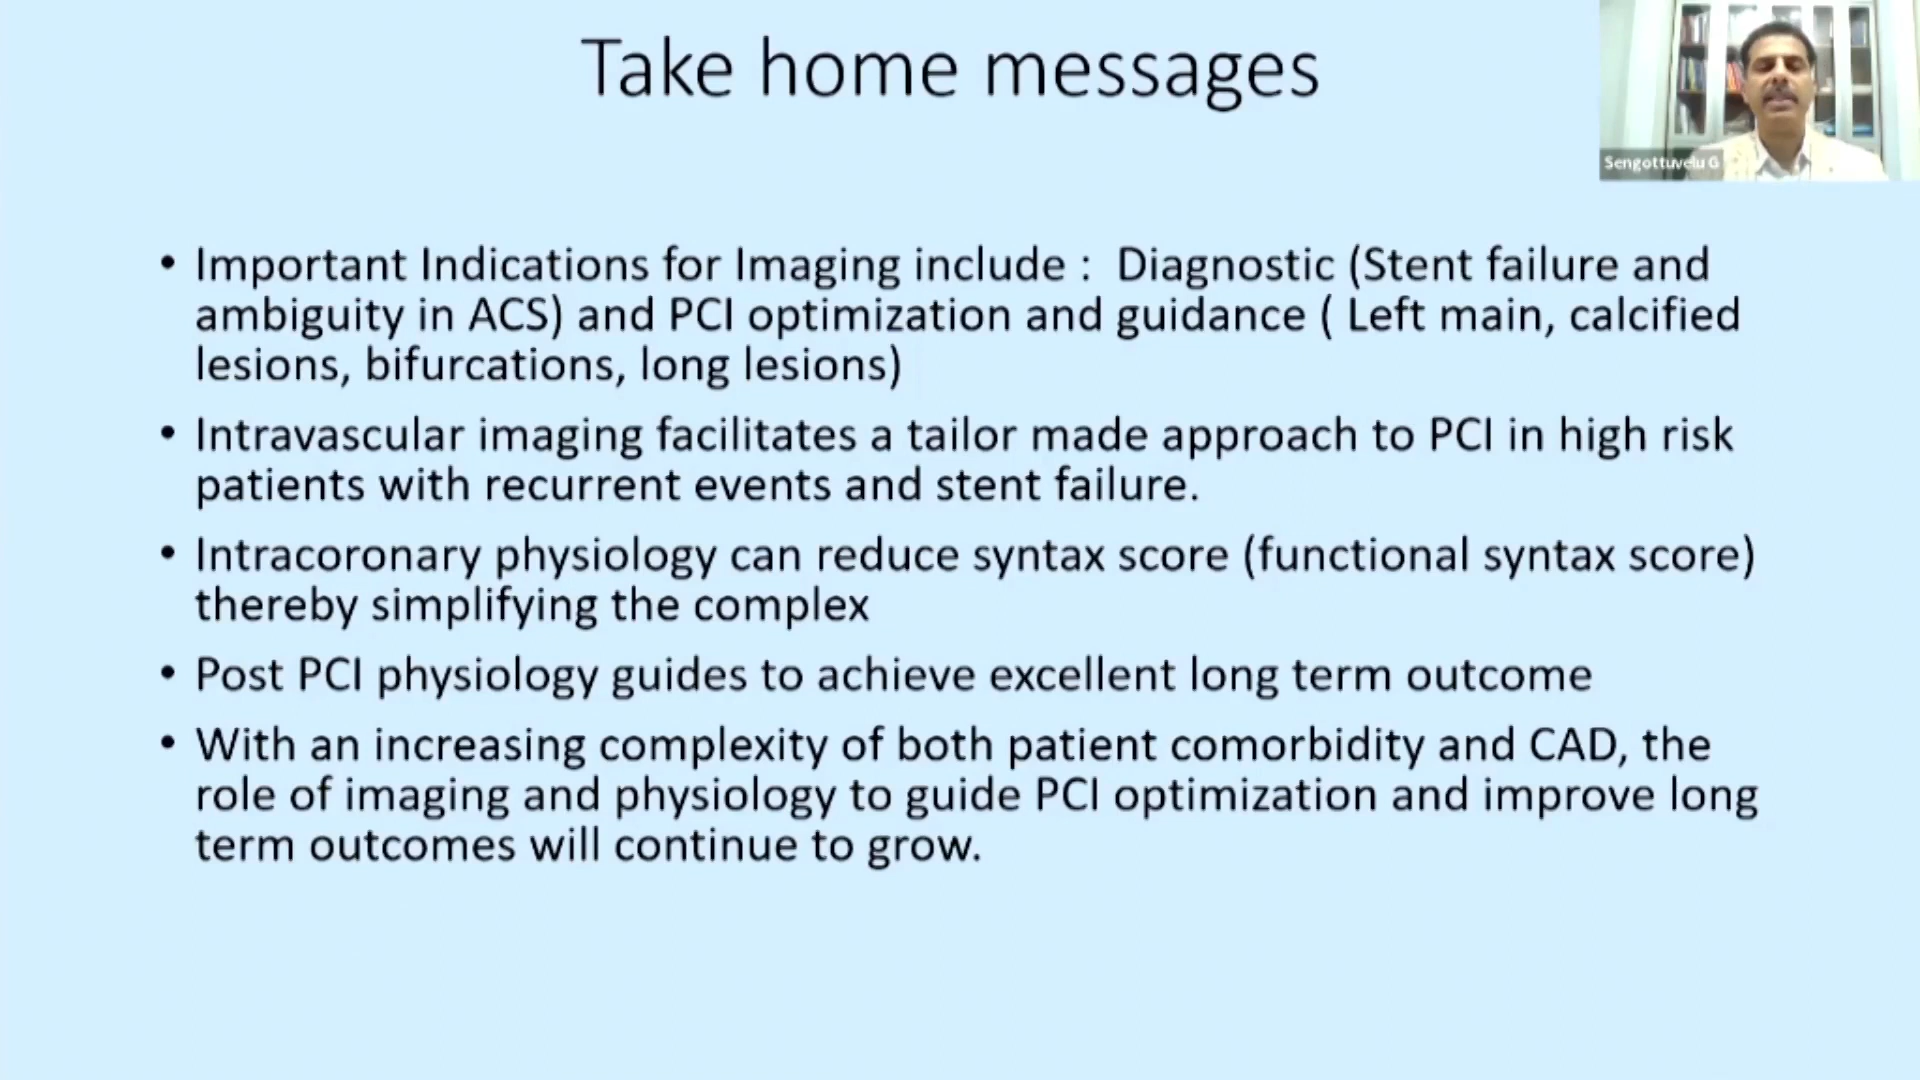 Take home messages
Sengottuvelu G
• Important Indications for Imaging include : Diagnostic (Stent failure and
ambiguity in ACS) and PCI optimization and guidance ( Left main, calcified
lesions, bifurcations, long lesions)
• Intravascular imaging facilitates a tailor made approach to PCI in high risk
patients with recurrent events and stent failure.
• Intracoronary physiology can reduce syntax score (functional syntax score)
thereby simplifying the complex
• Post PCI physiology guides to achieve excellent long term outcome
• With an increasing complexity of both patient comorbidity and CAD, the
role of imaging and physiology to guide PCI optimization and improve long
term outcomes will continue to grow.